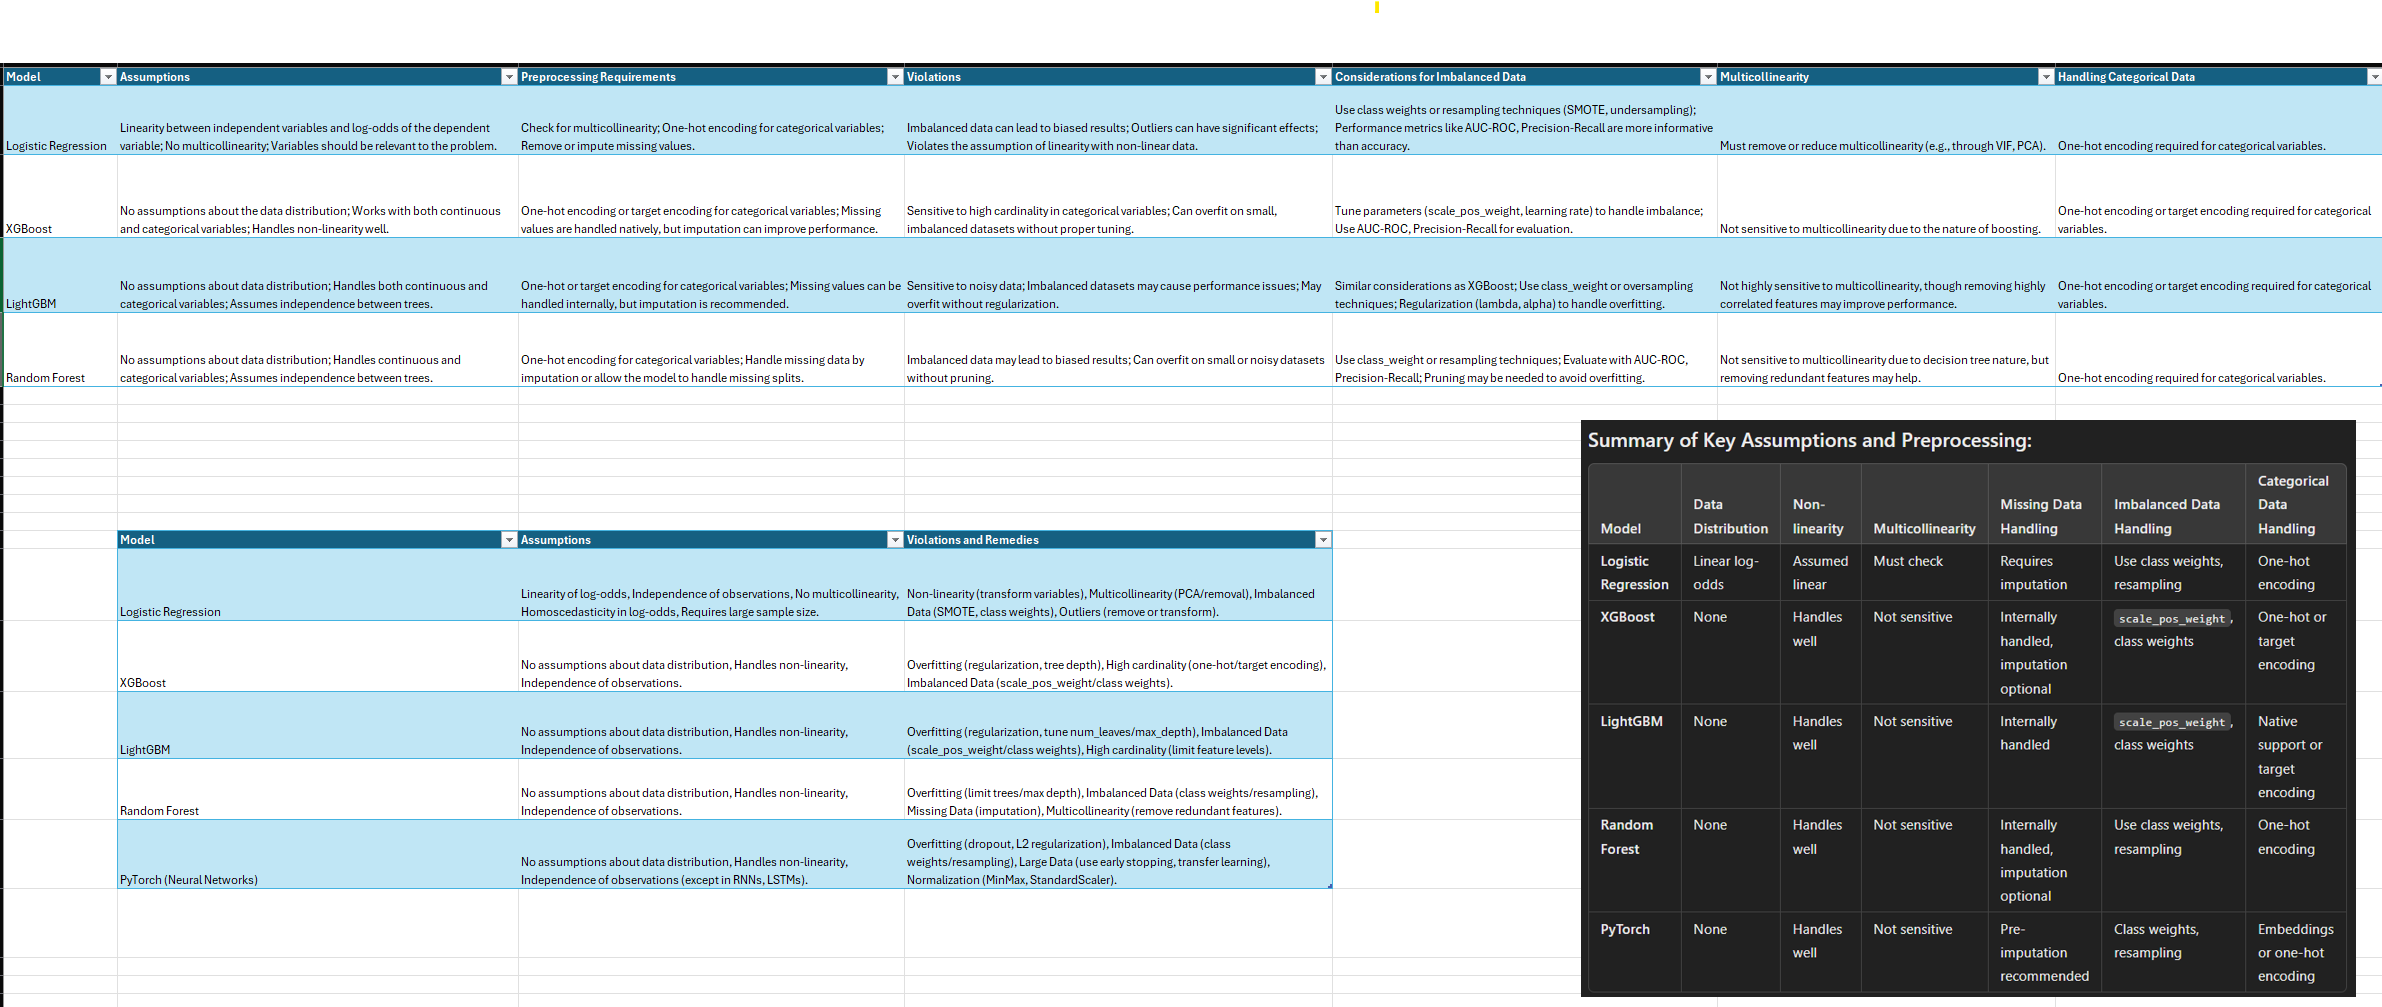 Model Assumptions Preprocessing Requirements Violations Considerations for Imbalanced Data Multicollinearity Handling Categorical Data
Logistic Regression
Linearity between independent variables and log-odds of the dependent
variable; No multicollinearity; Variables should be relevant to the problem.
Check for multicollinearity; One-hot encoding for categorical variables;
Remove or impute missing values.
Imbalanced data can lead to biased results; Outliers can have significant effects;
Violates the assumption of linearity with non-linear data.
Use class weights or resampling techniques (SMOTE, undersampling);
Performance metrics like AUC-ROC, Precision-Recall are more informative
than accuracy.
Must remove or reduce multicollinearity (e.g., through VIF, PCA).
One-hot encoding required for categorical variables.
XGBoost
No assumptions about the data distribution; Works with both continuous
and categorical variables; Handles non-linearity well.
One-hot encoding or target encoding for categorical variables; Missing
values are handled natively, but imputation can improve performance.
Sensitive to high cardinality in categorical variables; Can overfit on small,
imbalanced datasets without proper tuning.
Tune parameters (scale_pos_weight, learning rate) to handle imbalance;
Use AUC-ROC, Precision-Recall for evaluation.
Not sensitive to multicollinearity due to the nature of boosting.
One-hot encoding or target encoding required for categorical
variables.
LightGBM
No assumptions about data distribution; Handles both continuous and
categorical variables; Assumes independence between trees.
One-hot or target encoding for categorical variables; Missing values can be
handled internally, but imputation is recommended.
Sensitive to noisy data; Imbalanced datasets may cause performance issues; May
overfit without regularization.
Similar considerations as XGBoost; Use class_weight or oversampling
techniques; Regularization (lambda, alpha) to handle overfitting.
Not highly sensitive to multicollinearity, though removing highly
correlated features may improve performance.
One-hot encoding or target encoding required for categorical
variables.
Random Forest
No assumptions about data distribution; Handles continuous and
categorical variables; Assumes independence between trees.
One-hot encoding for categorical variables; Handle missing data by
imputation or allow the model to handle missing splits.
Imbalanced data may lead to biased results; Can overfit on small or noisy datasets
without pruning.
Use class_weight or resampling techniques; Evaluate with AUC-ROC,
Precision-Recall; Pruning may be needed to avoid overfitting.
Not sensitive to multicollinearity due to decision tree nature, but
removing redundant features may help.
One-hot encoding required for categorical variables.
Model Assumptions Violations and Remedies
Logistic Regression
Linearity of log-odds, Independence of observations, No multicollinearity,
Homoscedasticity in log-odds, Requires large sample size.
Non-linearity (transform variables), Multicollinearity (PCA/removal), Imbalanced
Data (SMOTE, class weights), Outliers (remove or transform).
XGBoost
No assumptions about data distribution, Handles non-linearity,
Independence of observations.
Overfitting (regularization, tree depth), High cardinality (one-hot/target encoding),
Imbalanced Data (scale_pos_weight/class weights).
LightGBM
No assumptions about data distribution, Handles non-linearity,
Independence of observations.
Overfitting (regularization, tune num_leaves/max_depth), Imbalanced Data
(scale_pos_weight/class weights), High cardinality (limit feature levels).
Random Forest
No assumptions about data distribution, Handles non-linearity,
Independence of observations.
Overfitting (limit trees/max depth), Imbalanced Data (class weights/resampling),
Missing Data (imputation), Multicollinearity (remove redundant features).
PyTorch (Neural Networks)
No assumptions about data distribution, Handles non-linearity,
Independence of observations (except in RNNs, LSTMs).
Overfitting (dropout, L2 regularization), Imbalanced Data (class
weights/resampling), Large Data (use early stopping, transfer learning),
Normalization (MinMax, StandardScaler).
Summary of Key Assumptions and Preprocessing:
Model
Data
Distribution
Non-
linearity
Multicollinearity
Missing Data
Handling
Imbalanced Data
Handling
Categorical
Data
Handling
Logistic
Regression
Linear log-
odds
Assumed
linear
Must check
Requires
imputation
Use class weights,
resampling
One-hot
encoding
XGBoost
None
Handles
well
Not sensitive
Internally
handled,
imputation
optional
scale_pos_weight,
class weights
One-hot or
target
encoding
LightGBM
None
Handles
well
Not sensitive
Internally
handled
scale_pos_weight,
class weights
Native
support or
target
encoding
Random
Forest
None
Handles
well
Not sensitive
Internally
handled,
imputation
optional
Use class weights,
resampling
One-hot
encoding
PyTorch
None
Handles
well
Not sensitive
Pre-
imputation
recommended
Class weights,
resampling
Embeddings
or one-hot
encoding